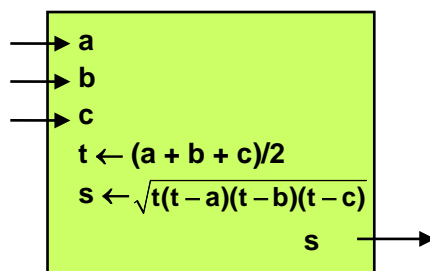 a
b
c
t ← (a + b + c)/2
s ← √t(t – a)(t – b)(t – c)
s